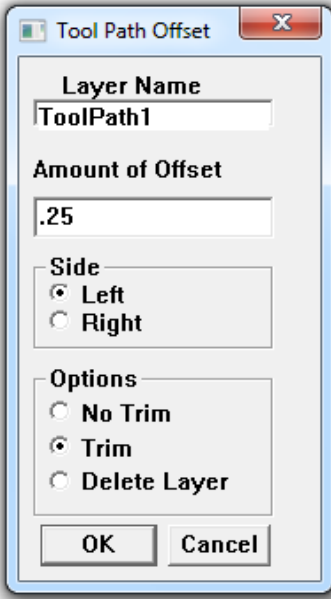 Tool Path Offset
Layer Name
ToolPath1
Amount of Offset
.25
Side
Left
Right
Options
No Trim
Trim
Delete Layer
OK Cancel